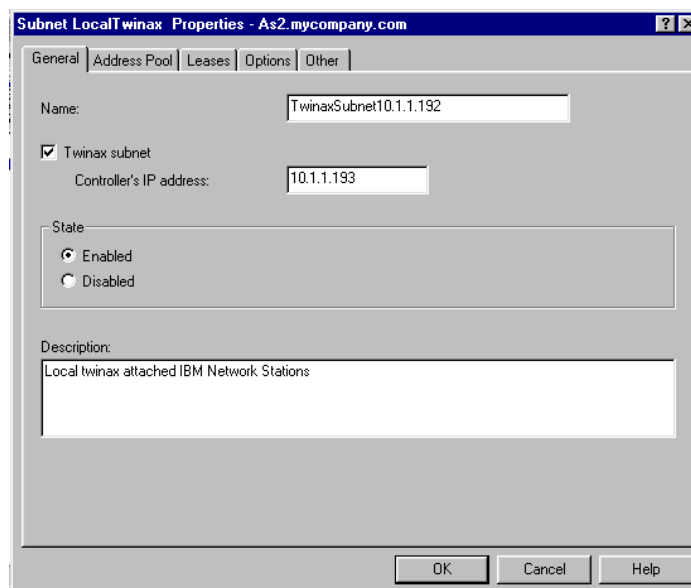 Subnet LocalTwinax Properties - As2.mycompany.com
General Address Pool Leases Options Other
Name: TwinaxSubnet10.1.1.192
Twinax subnet
Controller's IP address: 10.1.1.193
State
Enabled
Disabled
Description:
Local twinax attached IBM Network Stations
OK Cancel Help